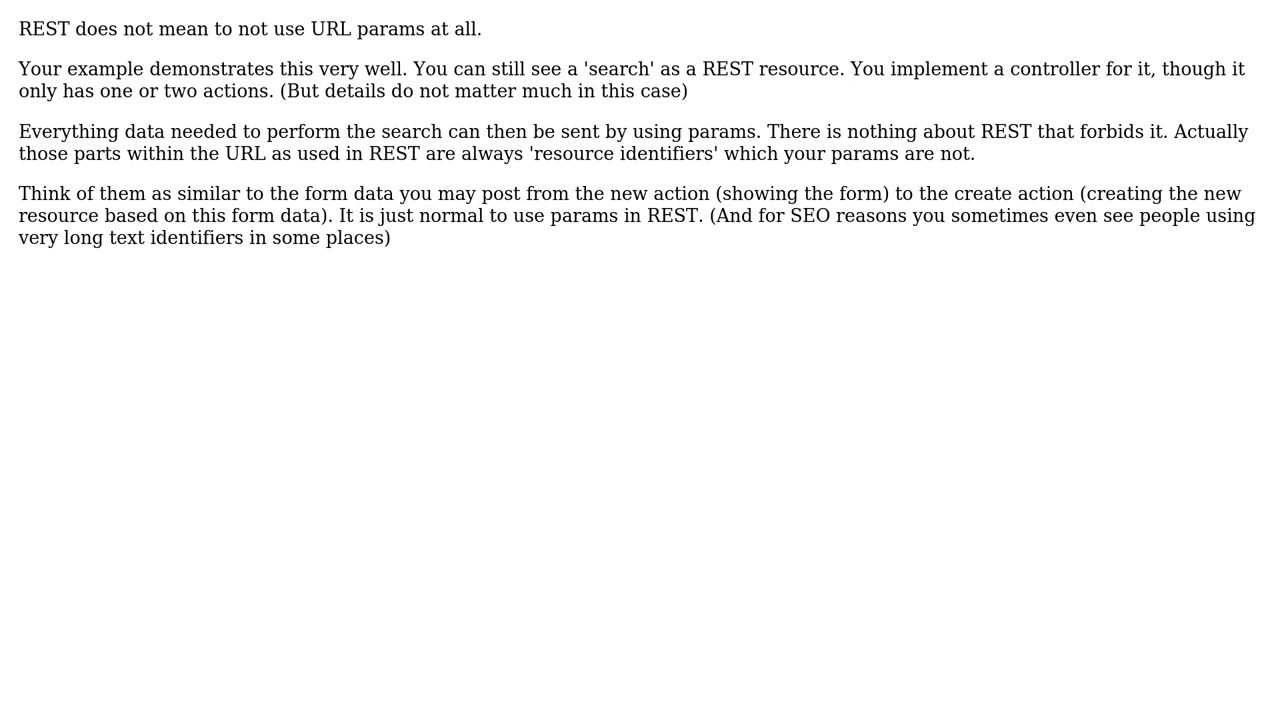 REST does not mean to not use URL params at all.
Your example demonstrates this very well. You can still see a 'search' as a REST resource. You implement a controller for it, though it
only has one or two actions. (But details do not matter much in this case)
Everything data needed to perform the search can then be sent by using params. There is nothing about REST that forbids it. Actually
those parts within the URL as used in REST are always 'resource identifiers' which your params are not.
Think of them as similar to the form data you may post from the new action (showing the form) to the create action (creating the new
resource based on this form data). It is just normal to use params in REST. (And for SEO reasons you sometimes even see people using
very long text identifiers in some places)